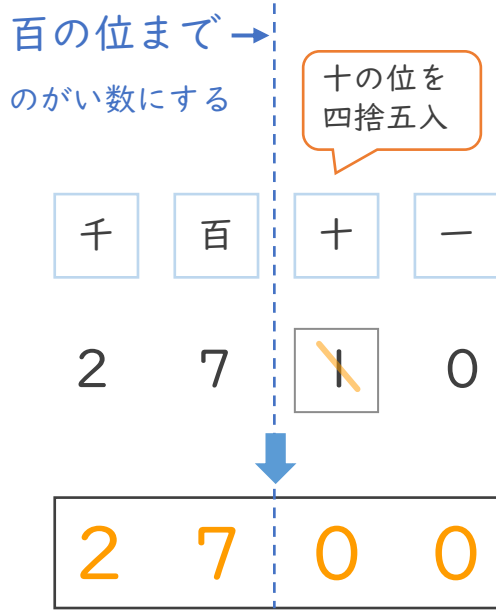 百の位まで→
のがい数にする
十の位を
四捨五入
千 百 十 一
2 7 1 0
2 7 0 0